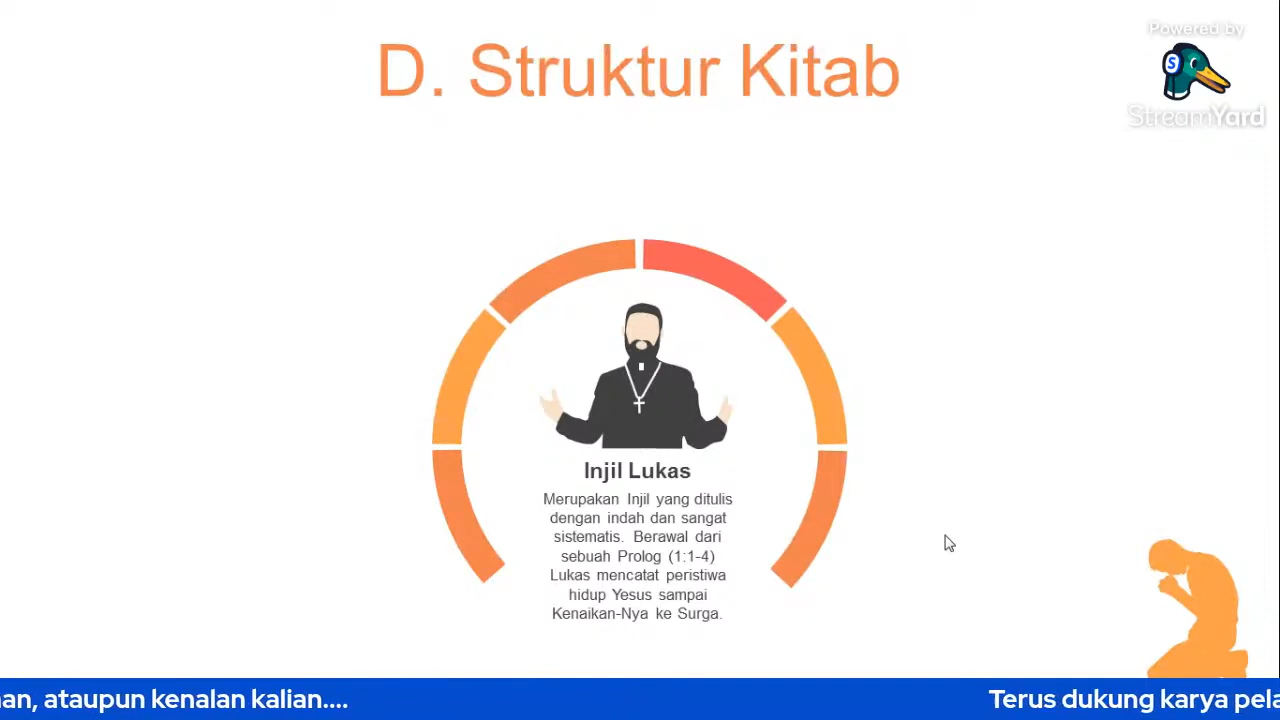 Powered by
S
StreamYard
D. Struktur Kitab
Injil Lukas
Merupakan Injil yang ditulis
dengan indah dan sangat
sistematis. Berawal dari
sebuah Prolog (1:1-4)
Lukas mencatat peristiwa
hidup Yesus sampai
Kenaikan-Nya ke Surga.
ataupun kenalan kalian.... Terus dukung karya